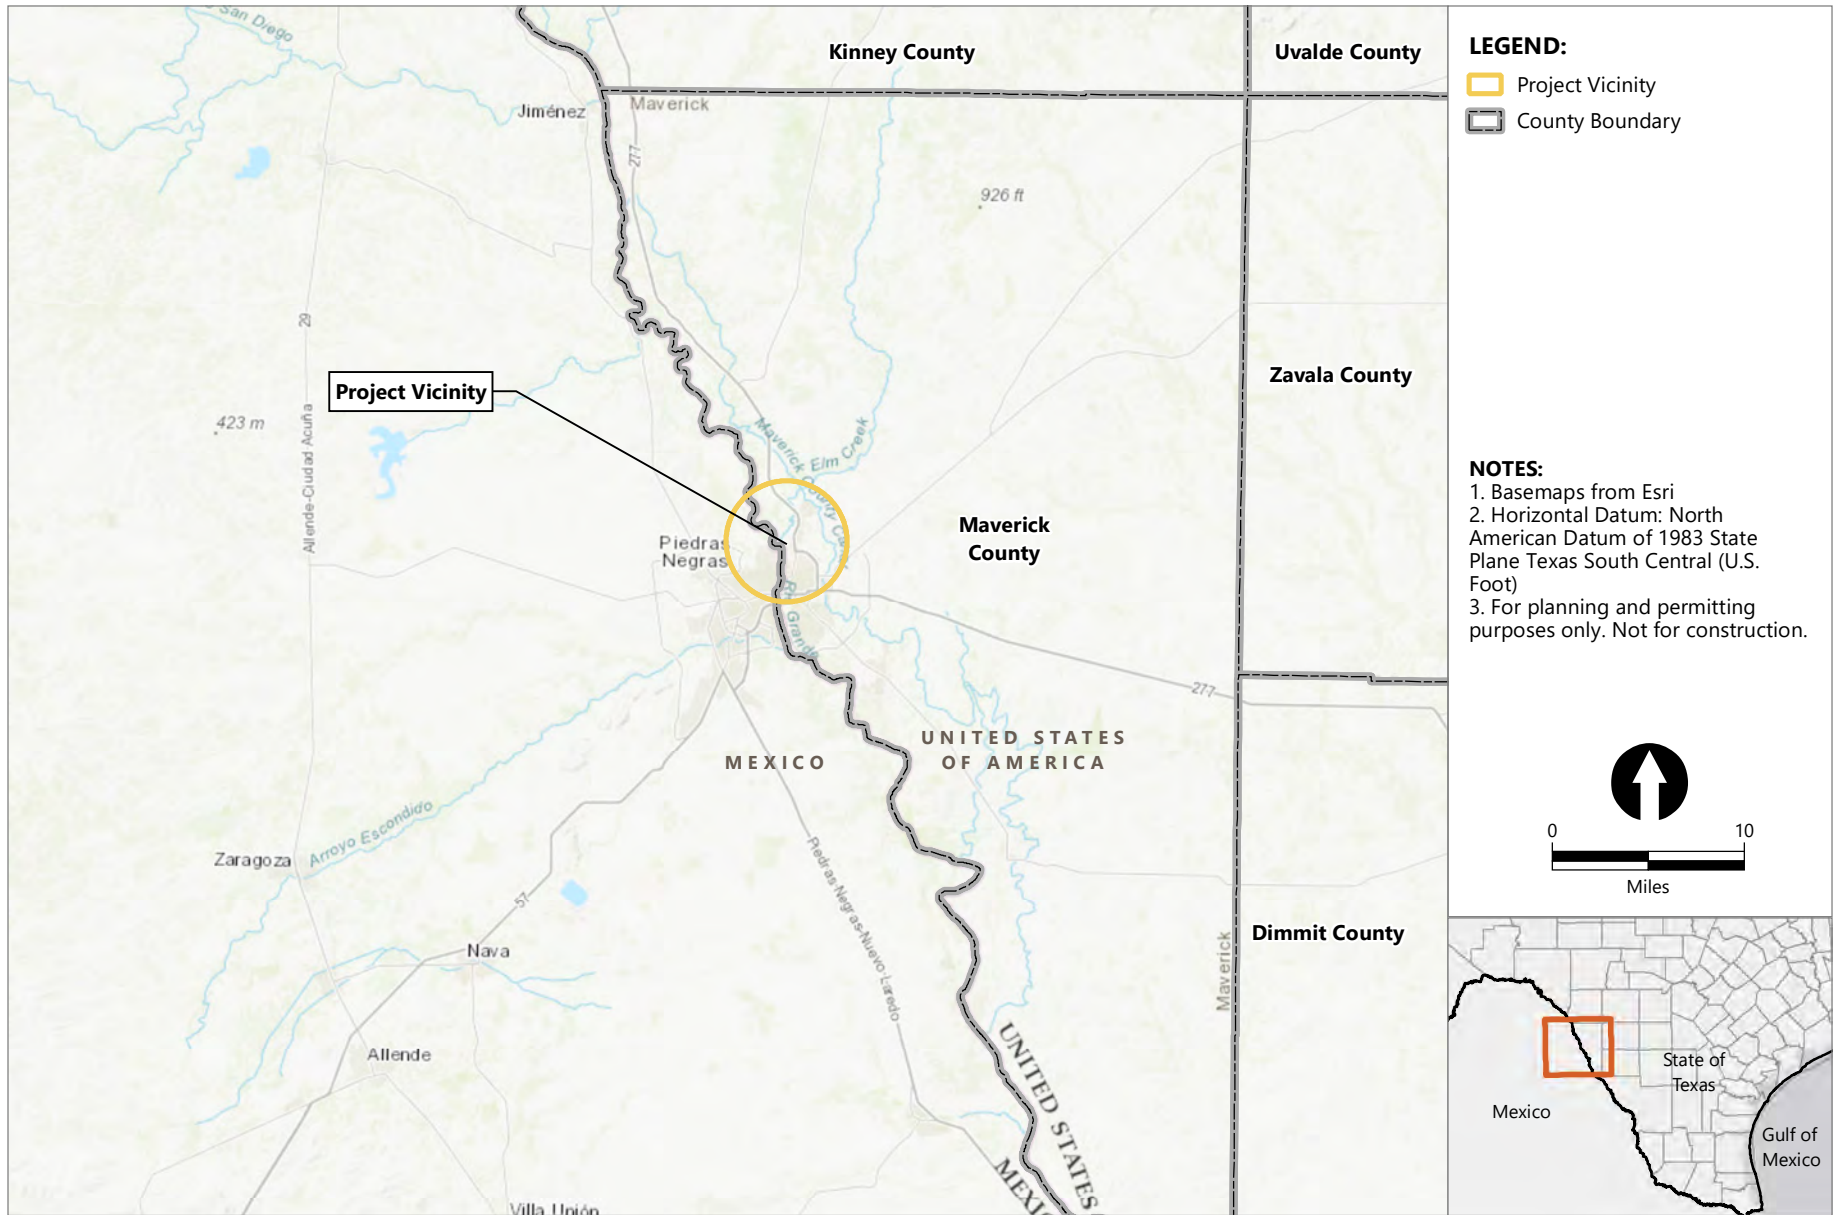 San Diego
Kinney County
Uvalde County
Jiménez
Maverick
277
926 ft
29
Zavala County
Project Vicinity
423 m
Allende-Ciudad Acuña
Maverick County Canal
Elm Creek
Piedras
Negras
Maverick
County
Rio Grande
277
UNITED STATES
OF AMERICA
MEXICO
Arroyo Escondido
Zaragoza
Piedras-Negras-Nuevo-Laredo
57
Nava
Dimmit County
Maverick
Allende
UNITED STATES
MEXIC
Villa Unión
LEGEND:
Project Vicinity
County Boundary
NOTES:
1. Basemaps from Esri
2. Horizontal Datum: North
American Datum of 1983 State
Plane Texas South Central (U.S.
Foot)
3. For planning and permitting
purposes only. Not for construction.
0 10
Miles
State of
Texas
Mexico
Gulf of
Mexico